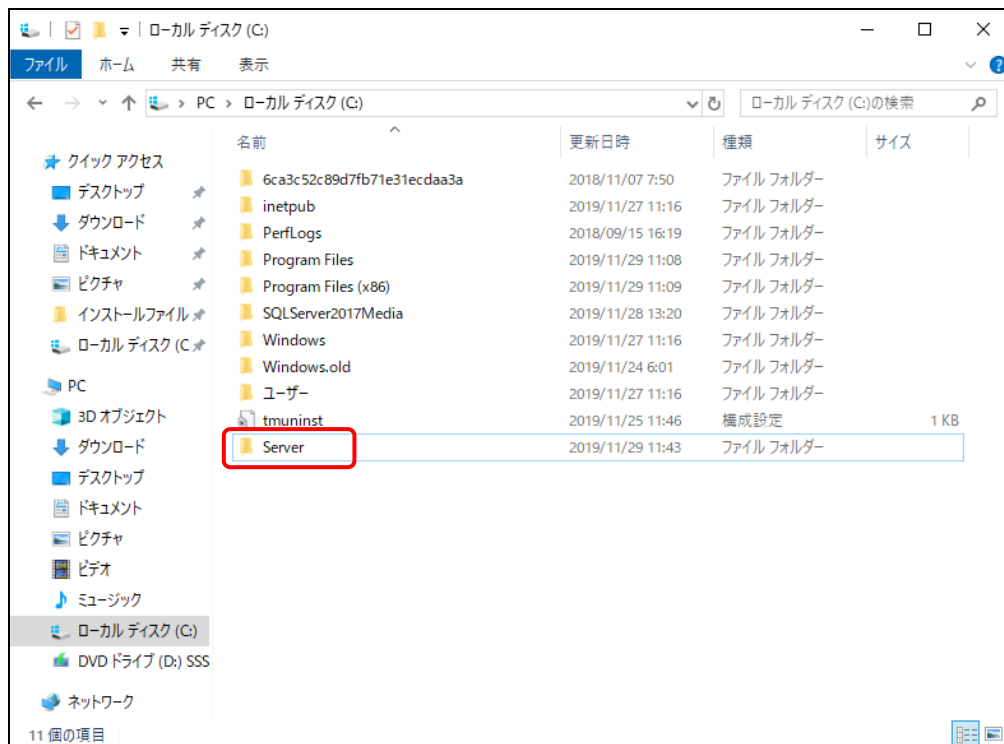 ローカル ディスク (C:)
ファイル ホーム 共有 表示
PC ローカル ディスク (C:) ローカル ディスク (C:)の検索
名前 更新日時 種類 サイズ
クイック アクセス
デスクトップ
ダウンロード
ドキュメント
ピクチャ
インストールファイル
ローカル ディスク (C
PC
3D オブジェクト
ダウンロード
デスクトップ
ドキュメント
ピクチャ
ビデオ
ミュージック
ローカル ディスク (C:)
DVD ドライブ (D:) SSS
ネットワーク
6ca3c52c89d7fb71e31ecdaa3a 2018/11/07 7:50 ファイル フォルダー
inetpub 2019/11/27 11:16 ファイル フォルダー
PerfLogs 2018/09/15 16:19 ファイル フォルダー
Program Files 2019/11/29 11:08 ファイル フォルダー
Program Files (x86) 2019/11/29 11:09 ファイル フォルダー
SQLServer2017Media 2019/11/28 13:20 ファイル フォルダー
Windows 2019/11/27 11:16 ファイル フォルダー
Windows.old 2019/11/24 6:01 ファイル フォルダー
ユーザー 2019/11/27 11:16 ファイル フォルダー
tmuninst 2019/11/25 11:46 構成設定 1 KB
Server 2019/11/29 11:43 ファイル フォルダー
11 個の項目